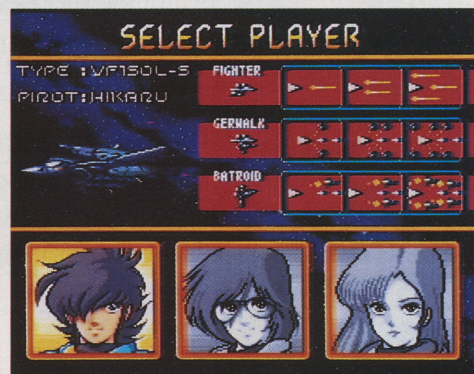 SELECT PLAYER
TYPE :VF1SOL-S
PIROT:HIKARU
FIGHTER
GERWALK
BATROID